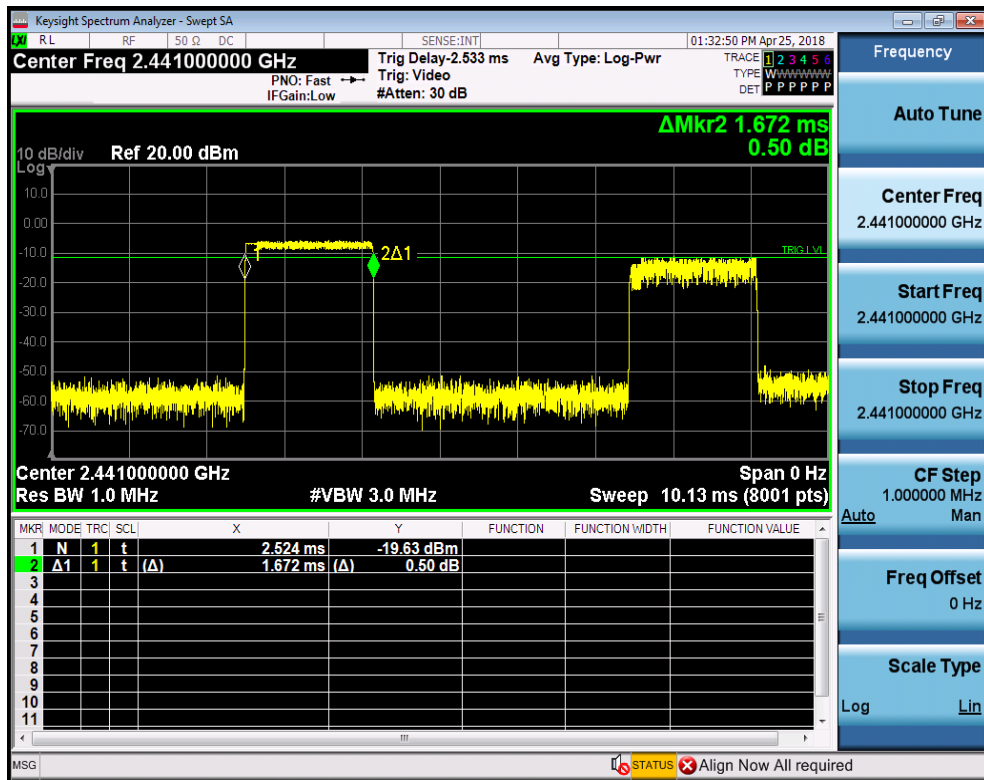 Keysight Spectrum Analyzer - Swept SA
LXI RL RF 50 Ω DC SENSE:INT 01:32:50 PM Apr 25, 2018
Center Freq 2.441000000 GHz
PNO: Fast
IFGain:Low
Trig Delay-2.533 ms
Trig: Video
#Atten: 30 dB
Avg Type: Log-Pwr
TRACE 1 2 3 4 5 6
TYPE WWWWWW
DET P P P P P P
ΔMkr2 1.672 ms
0.50 dB
10 dB/div Ref 20.00 dBm
Log
10.0
0.00
-10.0
-20.0
-30.0
-40.0
-50.0
-60.0
-70.0
2Δ1
TRIG LVL
Center 2.441000000 GHz Span 0 Hz
Res BW 1.0 MHz #VBW 3.0 MHz Sweep 10.13 ms (8001 pts)
MKR MODE TRC SCL X Y FUNCTION FUNCTION WIDTH FUNCTION VALUE
1 N 1 t 2.524 ms -19.63 dBm
2 Δ1 1 t (Δ) 1.672 ms (Δ) 0.50 dB
3
4
5
6
7
8
9
10
11
MSG STATUS Align Now All required
Frequency
Auto Tune
Center Freq
2.441000000 GHz
Start Freq
2.441000000 GHz
Stop Freq
2.441000000 GHz
CF Step
1.000000 MHz
Auto Man
Freq Offset
0 Hz
Scale Type
Log Lin